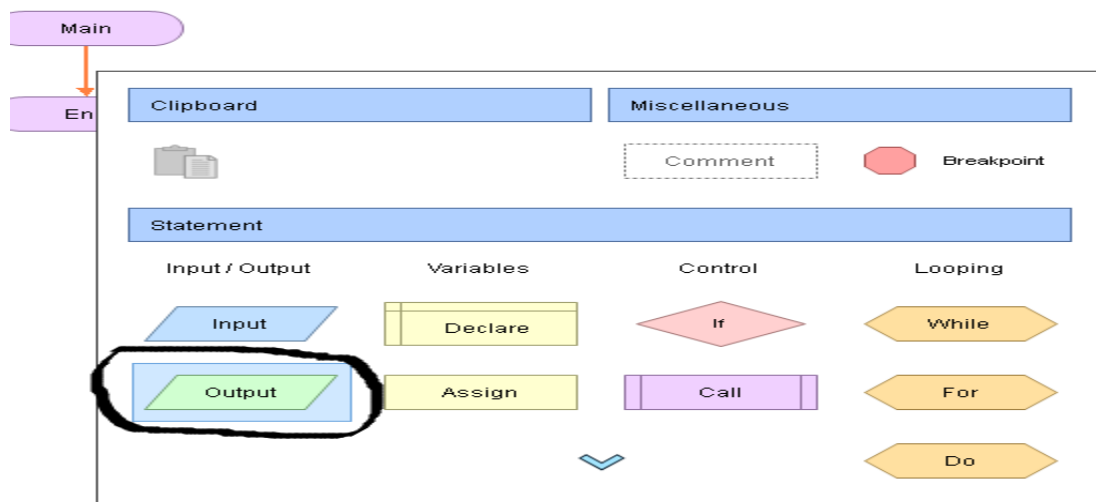 Main
En
Clipboard
Miscellaneous
Comment
Breakpoint
Statement
Input / Output
Variables
Control
Looping
Input
Declare
If
While
Output
Assign
Call
For
Do